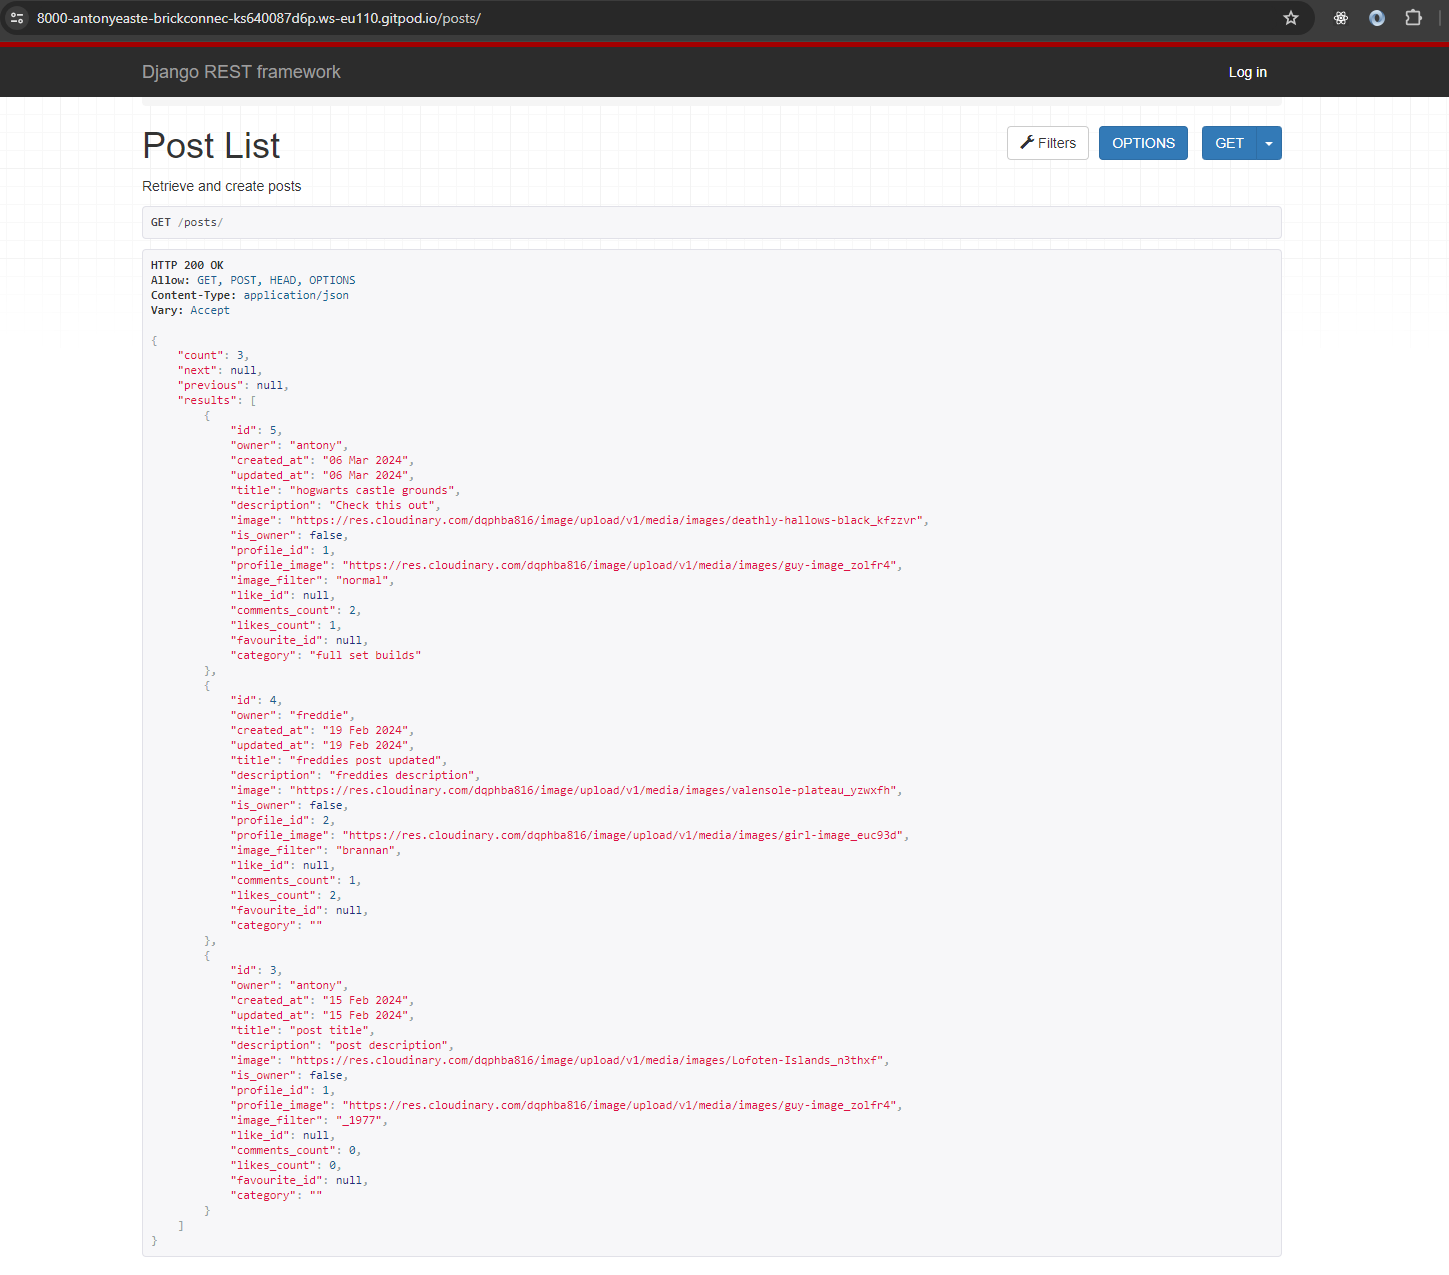 8000-antonyeaste-brickconnec-ks640087d6p.ws-eu110.gitpod.io/posts/
Django REST framework
Log in
Post List
Filters
OPTIONS
GET
Retrieve and create posts
GET /posts/
HTTP 200 OK
Allow: GET, POST, HEAD, OPTIONS
Content-Type: application/json
Vary: Accept
{
    "count": 3,
    "next": null,
    "previous": null,
    "results": [
        {
            "id": 5,
            "owner": "antony",
            "created_at": "06 Mar 2024",
            "updated_at": "06 Mar 2024",
            "title": "hogwarts castle grounds",
            "description": "Check this out",
            "image": "https://res.cloudinary.com/dqphba816/image/upload/v1/media/images/deathly-hallows-black_kfzzvr",
            "is_owner": false,
            "profile_id": 1,
            "profile_image": "https://res.cloudinary.com/dqphba816/image/upload/v1/media/images/guy-image_zolfr4",
            "image_filter": "normal",
            "like_id": null,
            "comments_count": 2,
            "likes_count": 1,
            "favourite_id": null,
            "category": "full set builds"
        },
        {
            "id": 4,
            "owner": "freddie",
            "created_at": "19 Feb 2024",
            "updated_at": "19 Feb 2024",
            "title": "freddies post updated",
            "description": "freddies description",
            "image": "https://res.cloudinary.com/dqphba816/image/upload/v1/media/images/valensole-plateau_yzwxfh",
            "is_owner": false,
            "profile_id": 2,
            "profile_image": "https://res.cloudinary.com/dqphba816/image/upload/v1/media/images/girl-image_euc93d",
            "image_filter": "brannan",
            "like_id": null,
            "comments_count": 1,
            "likes_count": 2,
            "favourite_id": null,
            "category": ""
        },
        {
            "id": 3,
            "owner": "antony",
            "created_at": "15 Feb 2024",
            "updated_at": "15 Feb 2024",
            "title": "post title",
            "description": "post description",
            "image": "https://res.cloudinary.com/dqphba816/image/upload/v1/media/images/Lofoten-Islands_n3thxf",
            "is_owner": false,
            "profile_id": 1,
            "profile_image": "https://res.cloudinary.com/dqphba816/image/upload/v1/media/images/guy-image_zolfr4",
            "image_filter": "_1977",
            "like_id": null,
            "comments_count": 0,
            "likes_count": 0,
            "favourite_id": null,
            "category": ""
        }
    ]
}